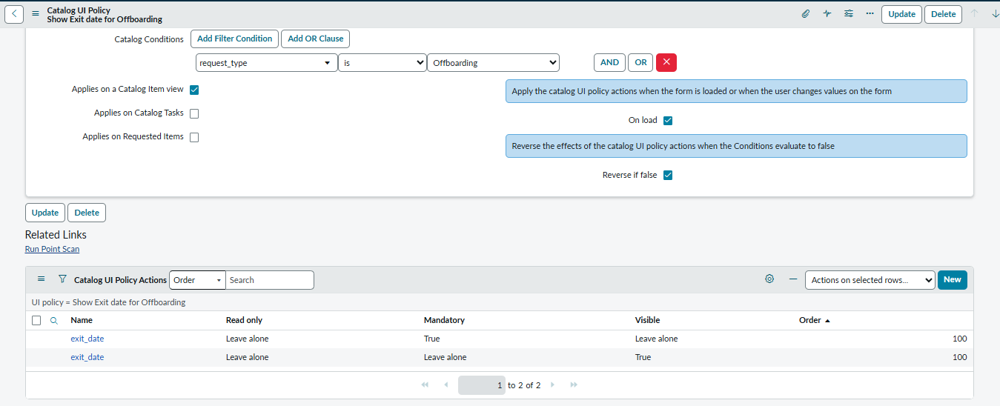 Catalog UI Policy
Show Exit date for Offboarding
Update Delete
Catalog Conditions Add Filter Condition Add OR Clause
request_type is Offboarding AND OR
Applies on a Catalog Item view
Apply the catalog UI policy actions when the form is loaded or when the user changes values on the form
Applies on Catalog Tasks
On load
Applies on Requested Items
Reverse the effects of the catalog UI policy actions when the Conditions evaluate to false
Reverse if false
Update Delete
Related Links
Run Point Scan
Catalog UI Policy Actions Order Search Actions on selected rows... New
UI policy = Show Exit date for Offboarding
Name Read only Mandatory Visible Order
exit_date Leave alone True Leave alone 100
exit_date Leave alone Leave alone True 100
1 to 2 of 2